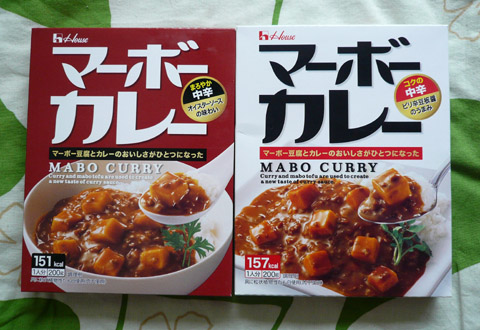 House
マーボー
カレー
まろやか
中辛
オイスターソース
の味わい
マーボー豆腐とカレーのおいしさがひとつになった
MABO CURRY
Curry and mabo tofu are used to create
a new taste of curry sauce.
151kcal
1人分200g
House
マーボー
カレー
コクの
中辛
ピリ辛豆板醤
のうまみ
マーボー豆腐とカレーのおいしさがひとつになった
MABO CURRY
Curry and mabo tofu are used to create
a new taste of curry sauce.
157kcal
1人分200g